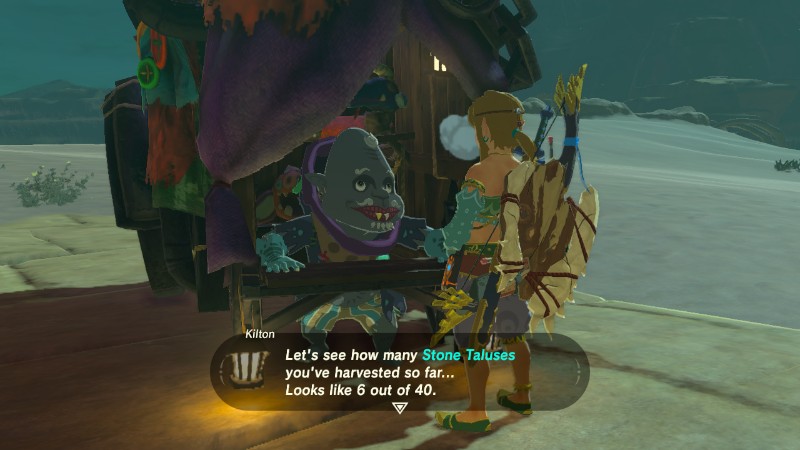 Kilton
Let's see how many Stone Taluses
you've harvested so far...
Looks like 6 out of 40.